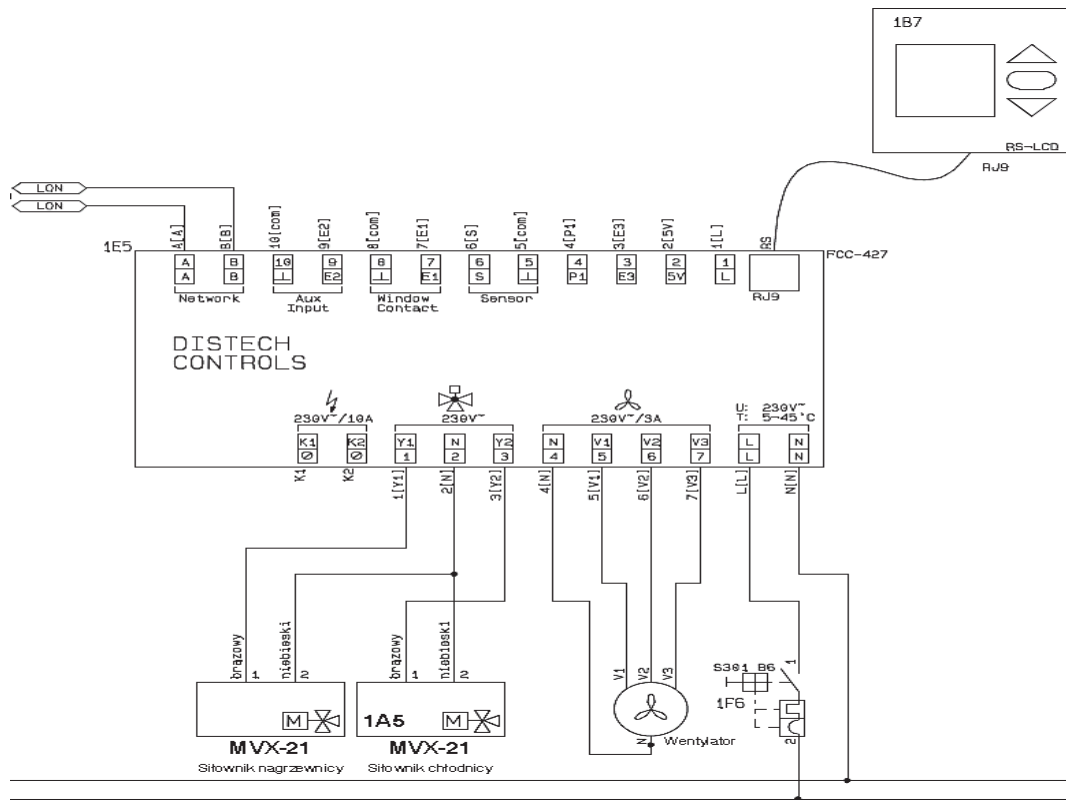 1B7
RS-LCD
RJ9
LON
LON
A[A]
B[B]
10[com]
9[E2]
8[com]
7[E1]
6[S]
5[com]
4[P1]
3[E3]
2[5V]
1[L]
RS
1E5
FCC-427
A B 10 9 8 7 6 5 4 3 2 1
A B ⊥ E2 ⊥ E1 S ⊥ P1 E3 5V L
RJ9
Network
Aux
Input
Window
Contact
Sensor
DISTECH
CONTROLS
230V~/10A
230V~
230V~/3A
U: 230V~
T: 5-45°C
K1 K2 Y1 N Y2 N V1 V2 V3 L N
Ø Ø 1 2 3 4 5 6 7 L N
K1
K2
1[Y1]
2[N]
3[Y2]
4[N]
5[V1]
6[V2]
7[V3]
L[L]
N[N]
brązowy
1
niebieski
2
brązowy
1
niebieski
2
M
1A5
M
MVX-21
Siłownik nagrzewnicy
MVX-21
Siłownik chłodnicy
V1
V2
V3
N
Wentylator
S301 B6
1
1F6
2